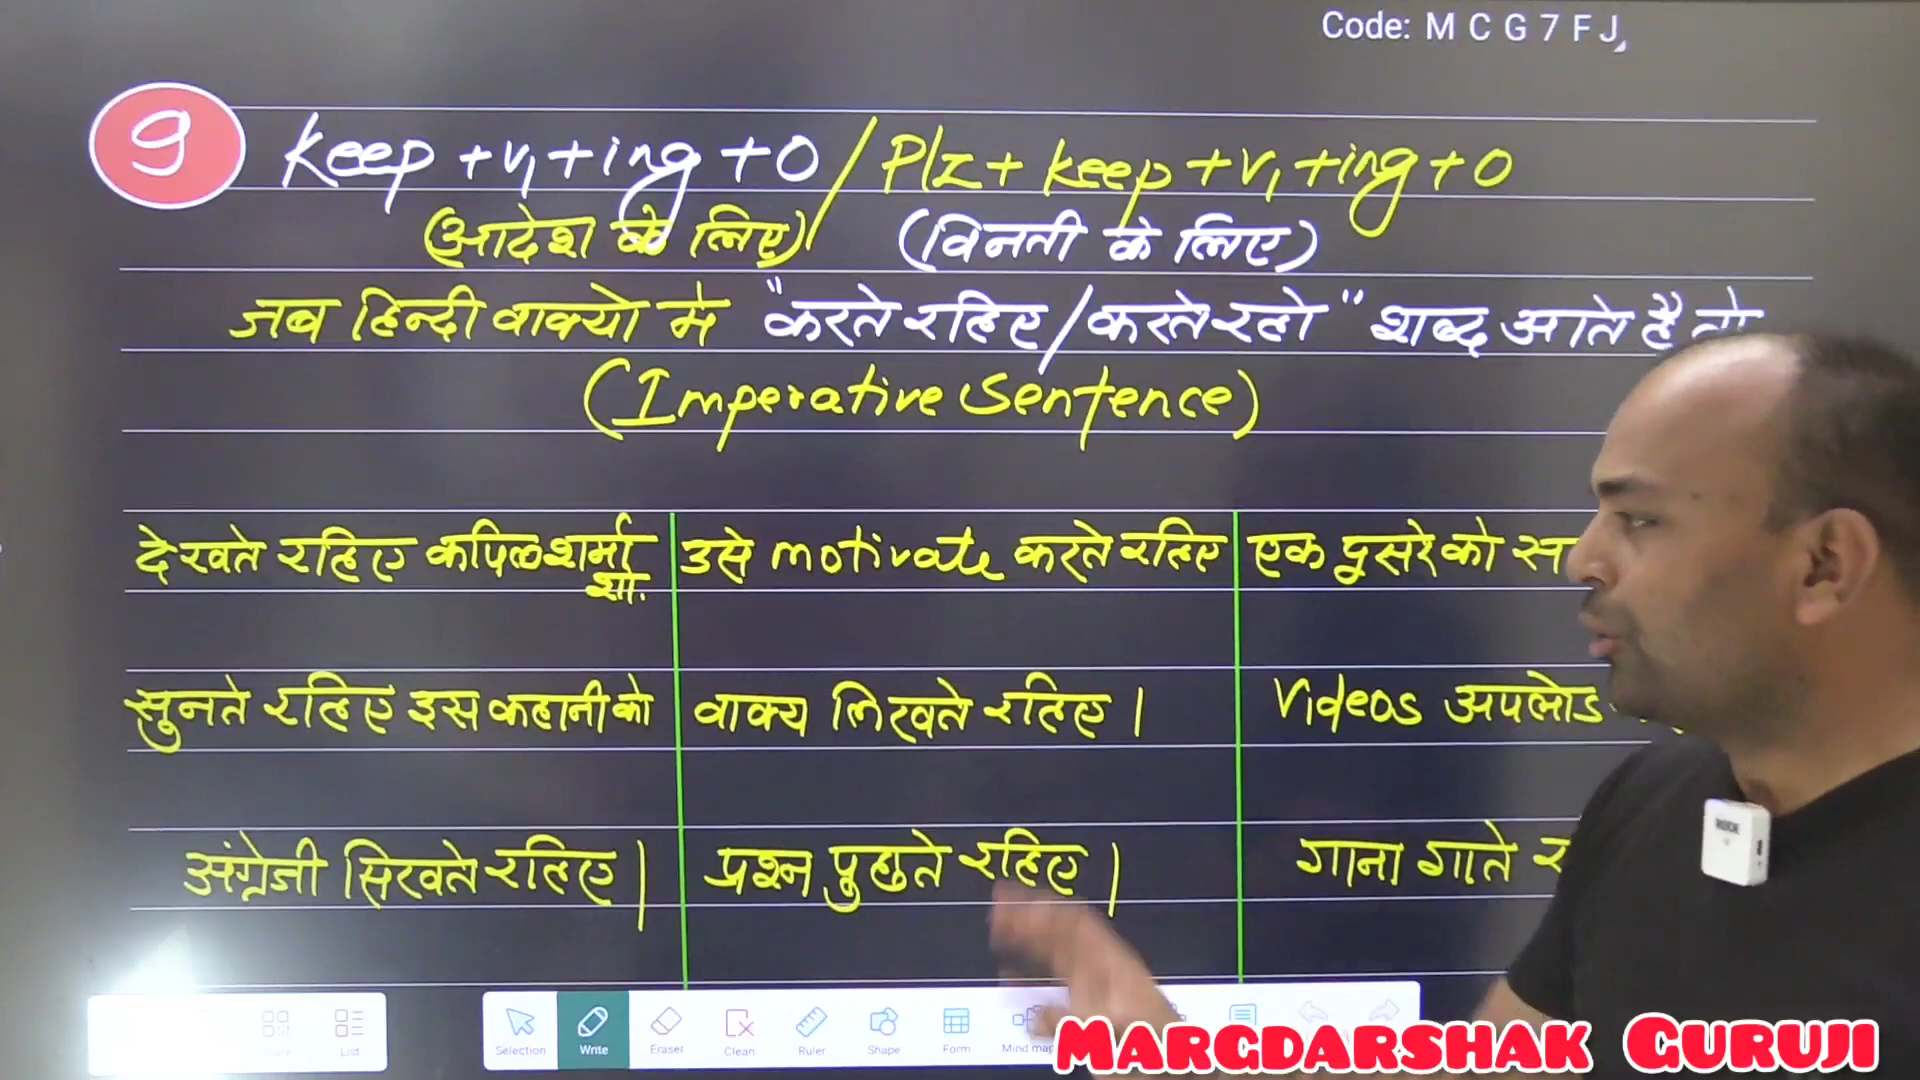 Code: M C G 7 F J
9
Keep + V1 + ing + O / Plz + keep + V1 + ing + O
(आदेश के लिए) (विनती के लिए)
जब हिन्दी वाक्यो मे "करते रहिए / करते रहो" शब्द आते है तो
(Imperative Sentence)
देखते रहिए कपिल शर्मा शो.
उसे motivate करते रहिए
एक दुसरे को
सुनते रहिए इस कहानी को
वाक्य लिखते रहिए।
Videos अपलोड
अंग्रेजी सिखते रहिए।
प्रश्न पुछते रहिए।
गाना गाते
List
Selection Write Eraser Clean Ruler Shape Form Mind map
MARGDARSHAK GURUJI